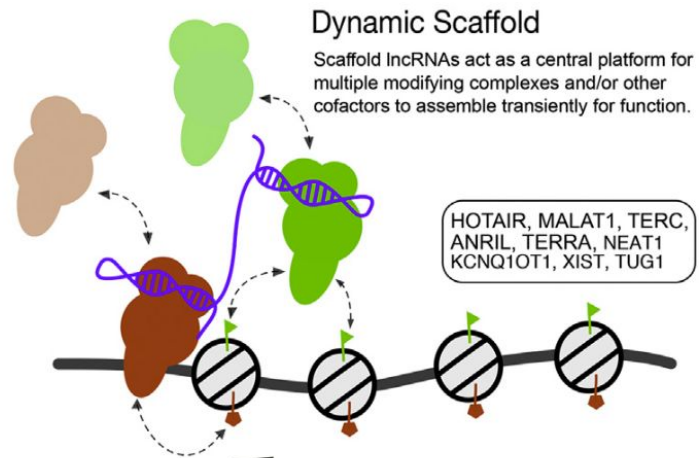 Dynamic Scaffold
Scaffold lncRNAs act as a central platform for
multiple modifying complexes and/or other
cofactors to assemble transiently for function.
HOTAIR, MALAT1, TERC,
ANRIL, TERRA, NEAT1
KCNQ1OT1, XIST, TUG1